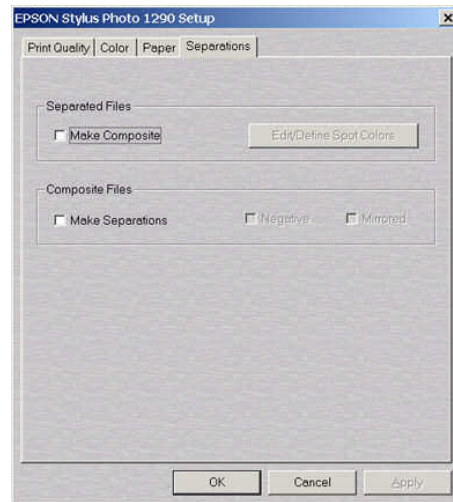 EPSON Stylus Photo 1290 Setup
Print Quality Color Paper Separations
Separated Files
Make Composite Edit/Define Spot Colors
Composite Files
Make Separations Negative Mirrored
OK Cancel Apply